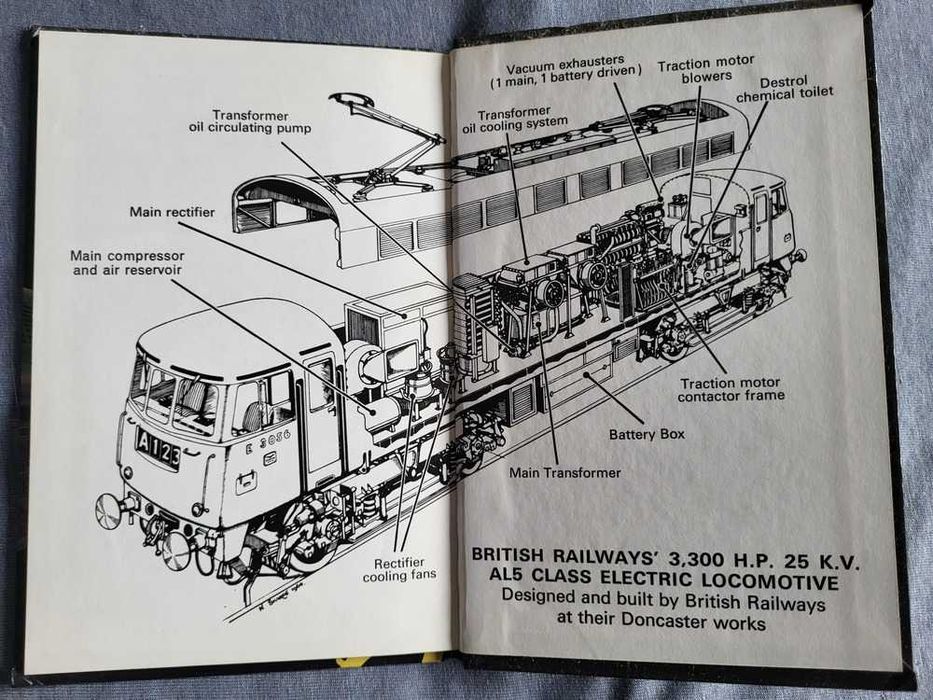 Vacuum exhausters
(1 main, 1 battery driven)
Traction motor
blowers
Destrol
chemical toilet
Transformer
oil circulating pump
Transformer
oil cooling system
Main rectifier
Main compressor
and air reservoir
A123
E 3056
Traction motor
contactor frame
Battery Box
Main Transformer
Rectifier
cooling fans
BRITISH RAILWAYS' 3,300 H.P. 25 K.V.
AL5 CLASS ELECTRIC LOCOMOTIVE
Designed and built by British Railways
at their Doncaster works